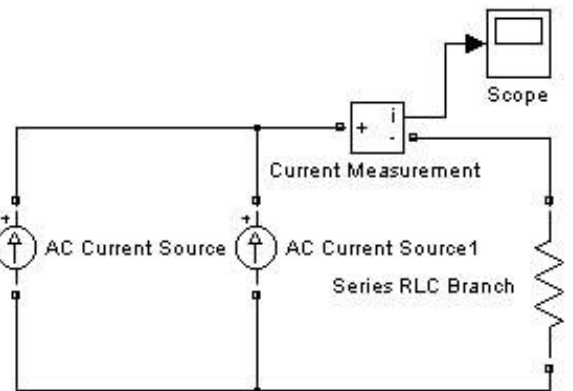 Scope
+
i
-
Current Measurement
+
AC Current Source
+
AC Current Source1
Series RLC Branch